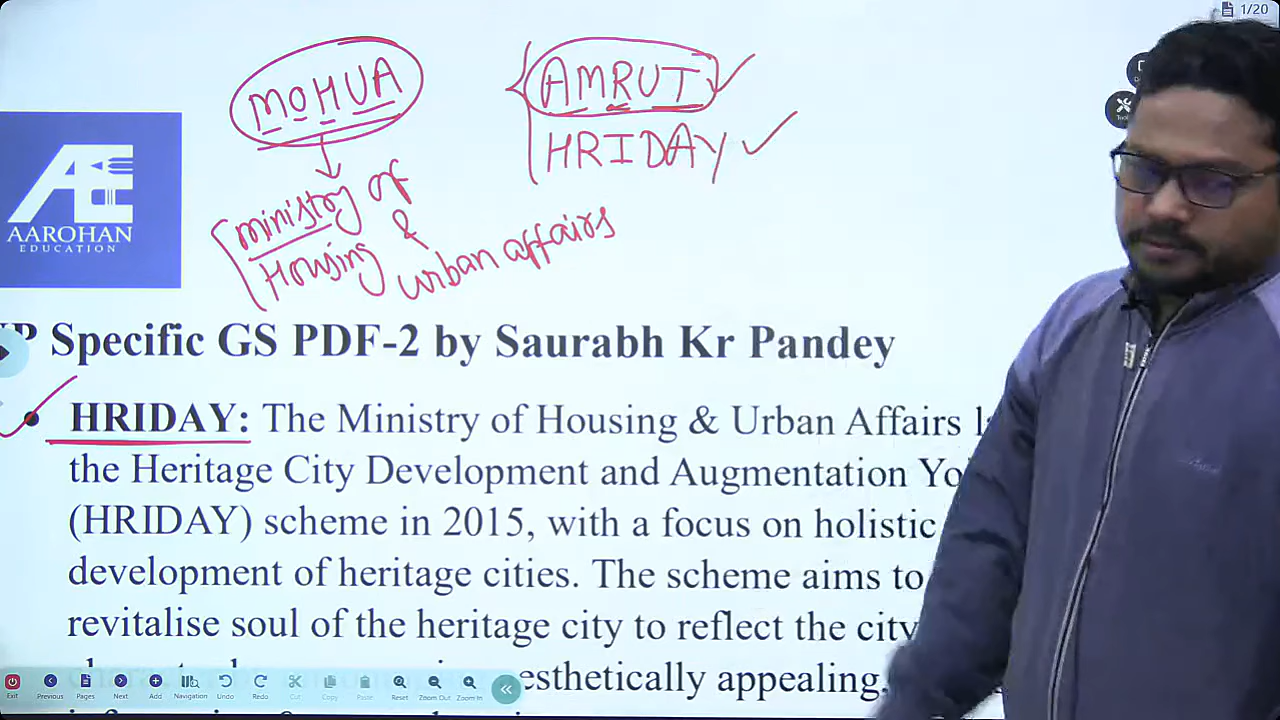 1/20
MOHUA
AMRUT
HRIDAY
ministry of
Housing &
urban affairs
AAROHAN
EDUCATION
Specific GS PDF-2 by Saurabh Kr Pandey
• HRIDAY: The Ministry of Housing & Urban Affairs
the Heritage City Development and Augmentation
(HRIDAY) scheme in 2015, with a focus on holistic
development of heritage cities. The scheme aims to
revitalise soul of the heritage city to reflect the
esthetically appealing,
Exit Previous Pages Next Add Navigation Undo Redo Cut Copy Paste Reset Zoom Out Zoom In